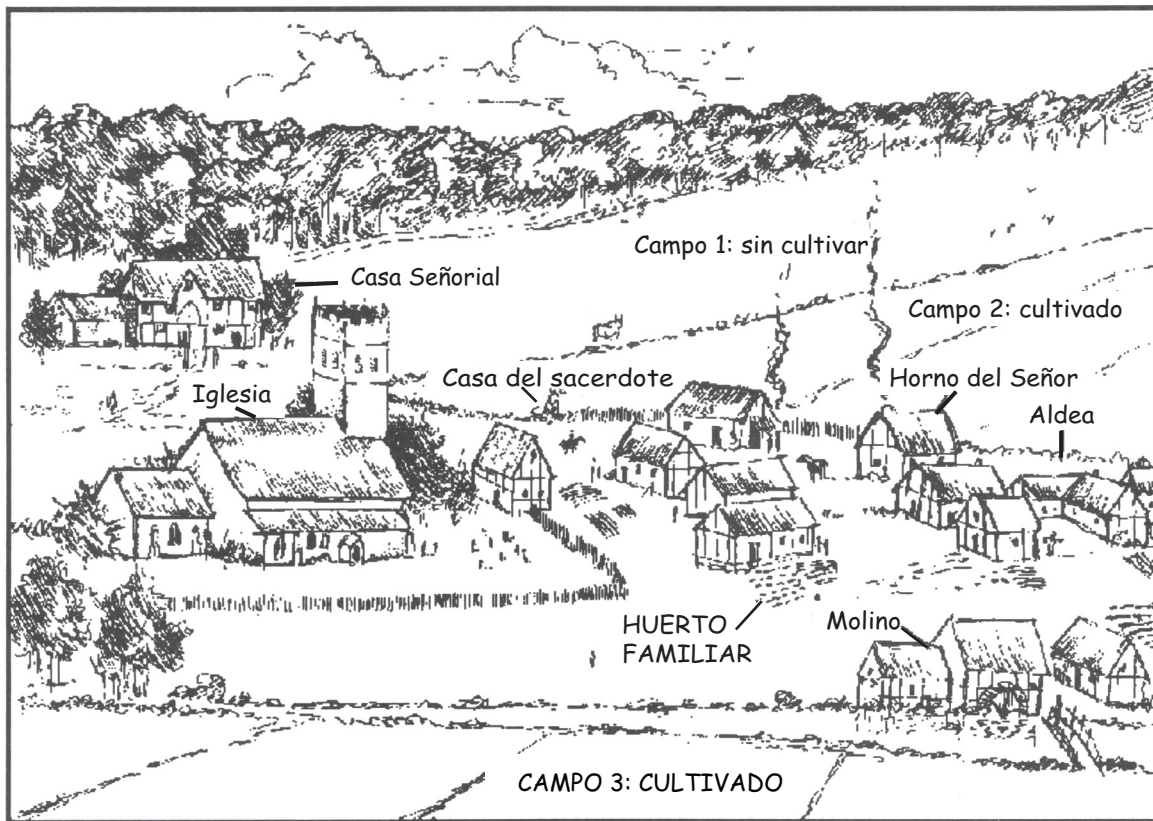 Campo 1: sin cultivar
Casa Señorial
Campo 2: cultivado
Casa del sacerdote
Horno del Señor
Iglesia
Aldea
HUERTO
FAMILIAR
Molino
CAMPO 3: CULTIVADO